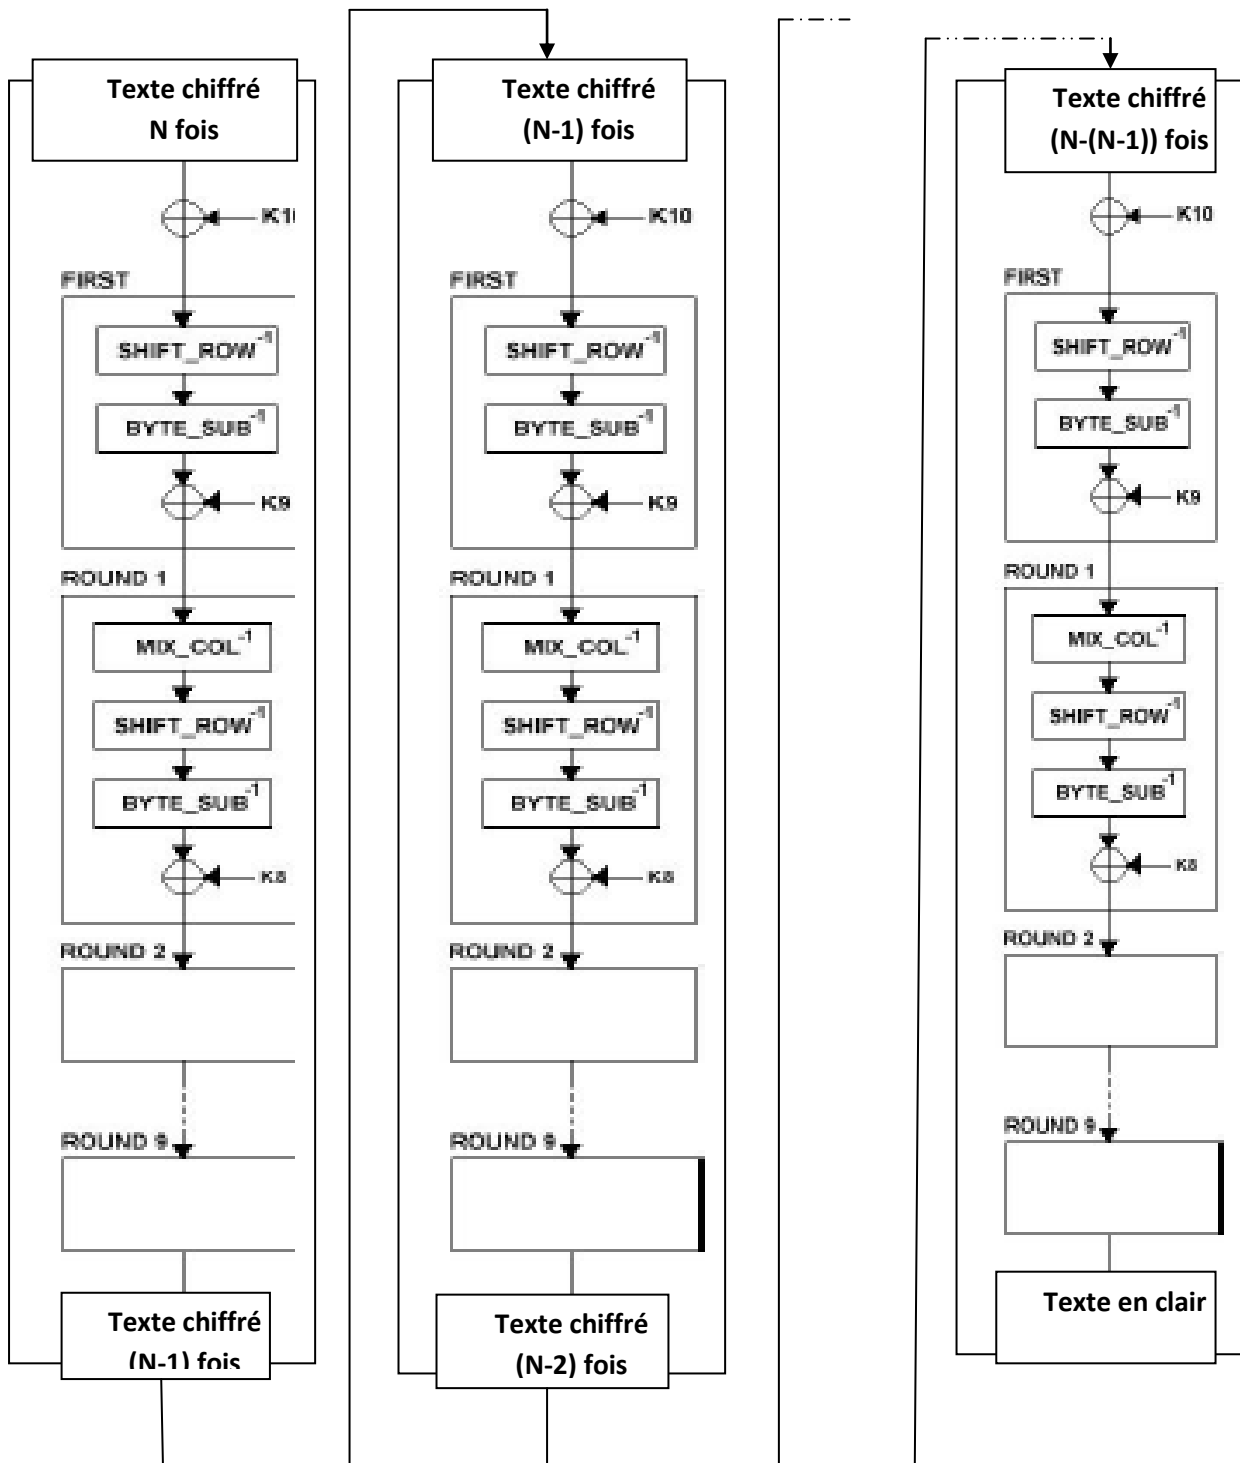 Texte chiffré
N fois
K10
FIRST
SHIFT_ROW-1
BYTE_SUB-1
K9
ROUND 1
MIX_COL-1
SHIFT_ROW-1
BYTE_SUB-1
K8
ROUND 2
ROUND 9
Texte chiffré
(N-1) fois
Texte chiffré
(N-1) fois
K10
FIRST
SHIFT_ROW-1
BYTE_SUB-1
K9
ROUND 1
MIX_COL-1
SHIFT_ROW-1
BYTE_SUB-1
K8
ROUND 2
ROUND 9
Texte chiffré
(N-2) fois
Texte chiffré
(N-(N-1)) fois
K10
FIRST
SHIFT_ROW-1
BYTE_SUB-1
K9
ROUND 1
MIX_COL-1
SHIFT_ROW-1
BYTE_SUB-1
K8
ROUND 2
ROUND 9
Texte en clair